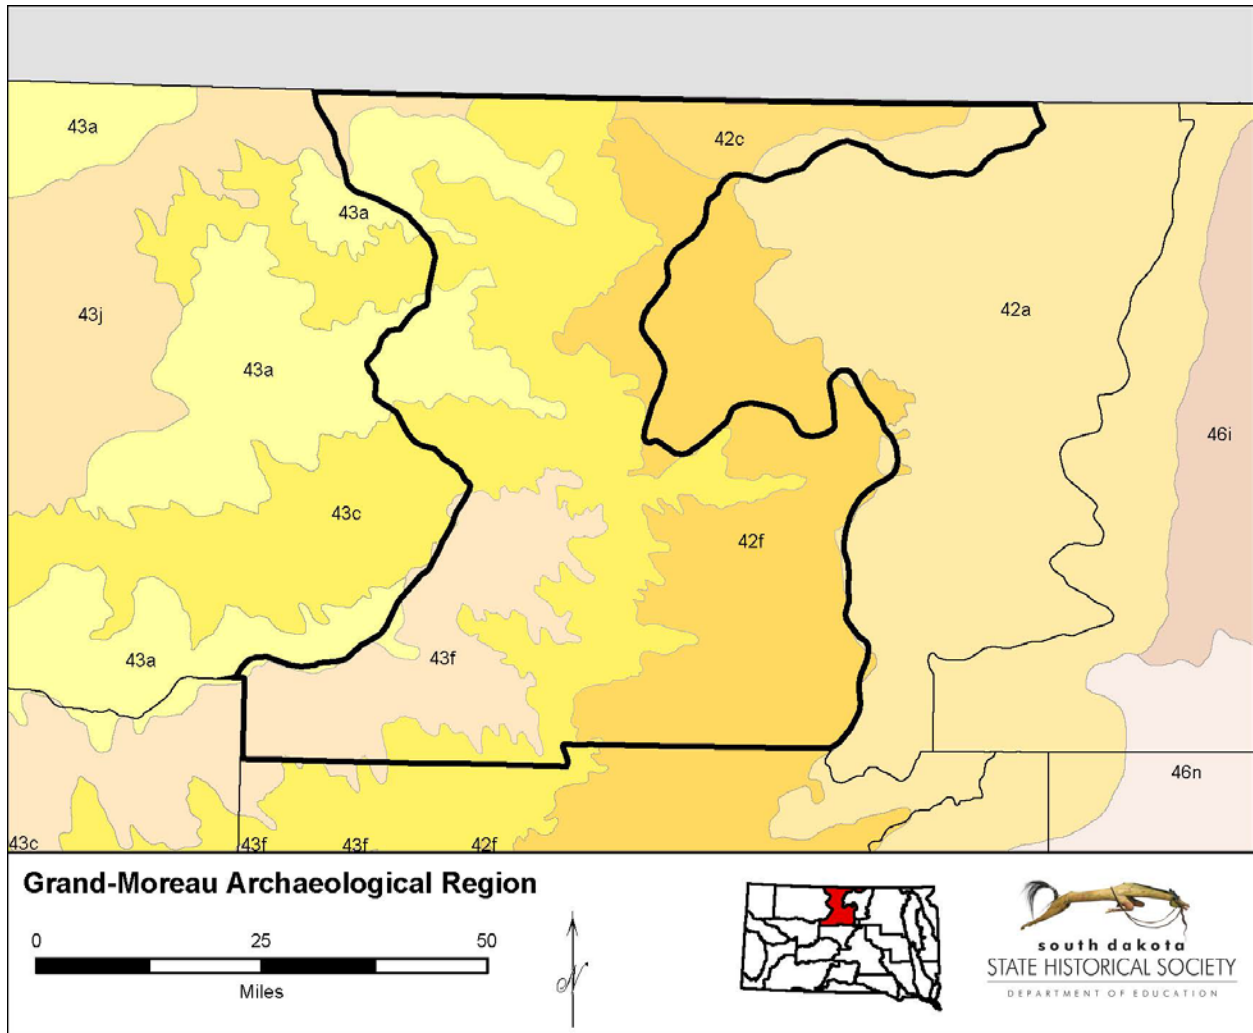 43a
42c
43a
43j
42a
43a
46i
43c
42f
43a
43f
46n
43c
43f
43f
42f
Grand-Moreau Archaeological Region
0 25 50
Miles
N
south dakota
STATE HISTORICAL SOCIETY
DEPARTMENT OF EDUCATION